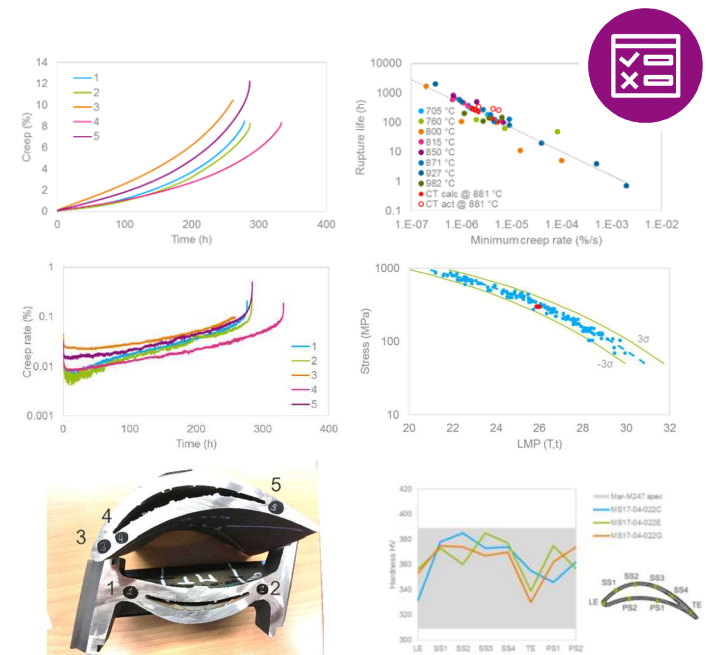 14
12
10
8
6
4
2
0
Creep (%)
1
2
3
4
5
0 100 200 300 400
Time (h)
10000
1000
100
10
1
0.1
Rupture life (h)
705 °C
760 °C
800 °C
815 °C
850 °C
871 °C
927 °C
982 °C
CT calc @ 881 °C
CT act @ 881 °C
1.E-07 1.E-06 1.E-05 1.E-04 1.E-03 1.E-02
Minimum creep rate (%/s)
1
0.1
0.01
0.001
Creep rate (%)
1
2
3
4
5
0 100 200 300 400
Time (h)
1000
100
10
Stress (MPa)
3σ
-3σ
20 22 24 26 28 30 32
LMP (T,t)
5
4
3
1
2
420
400
380
360
340
320
300
Hardness HV
LE SS1 SS2 SS3 SS4 TE PS1 PS2
Mar-M247 spec
MS17-04-022C
MS17-04-022E
MS17-04-022G
SS1 SS2 SS3 SS4
LE PS2 PS1 TE